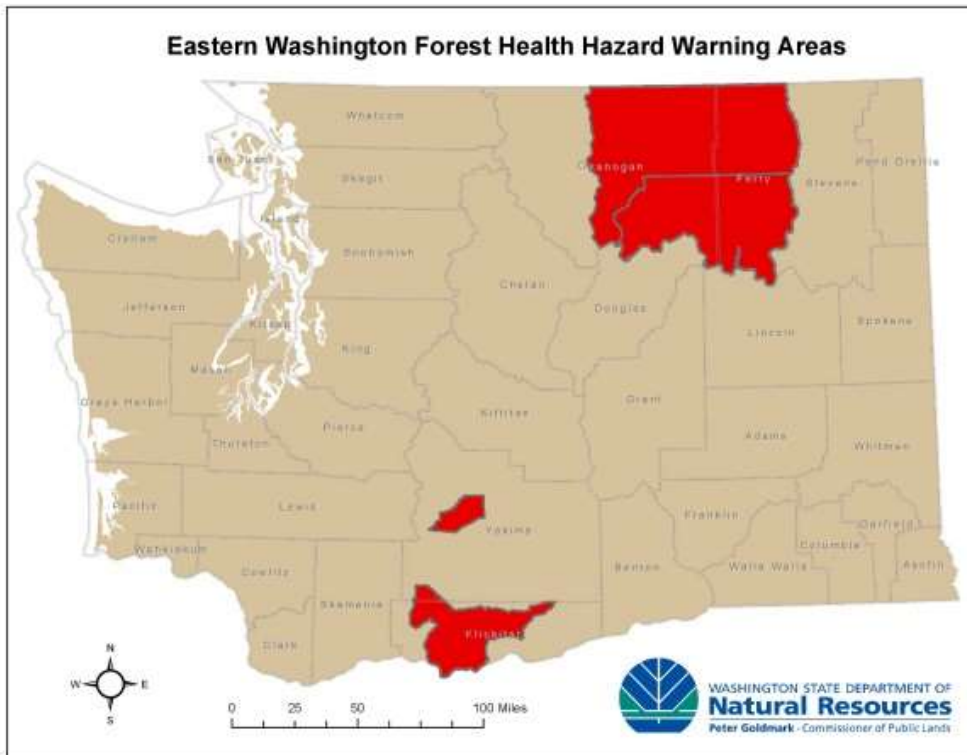 Eastern Washington Forest Health Hazard Warning Areas
Whatcom
San Juan
Okanogan
Pend Oreille
Skagit
Ferry
Stevens
Island
Clallam
Snohomish
Chelan
Jefferson
Douglas
Kitsap
Lincoln
Spokane
King
Mason
Grays Harbor
Grant
Kittitas
Pierce
Adams
Thurston
Whitman
Pacific
Lewis
Yakima
Franklin
Garfield
Columbia
Wahkiakum
Cowlitz
Benton
Walla Walla
Asotin
Skamania
Klickitat
Clark
N
W E
S
0 25 50 100 Miles
WASHINGTON STATE DEPARTMENT OF
Natural Resources
Peter Goldmark - Commissioner of Public Lands